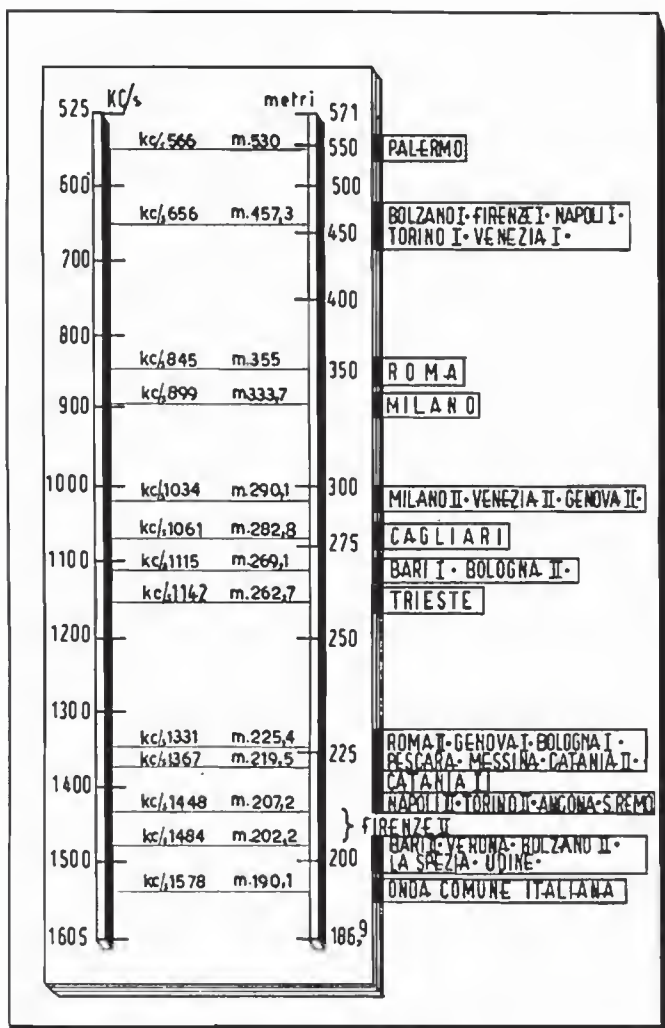 525 KC/s metri 571
kc/s 566 m.530 550 PALERMO
600 500
kc/s 656 m.457,3 BOLZANO I · FIRENZE I · NAPOLI I ·
450 TORINO I · VENEZIA I ·
700
400
800
kc/s 845 m.355 350 ROMA
kc/s 899 m.333,7 MILANO
900
1000 300
kc/s 1034 m.290,1 MILANO II · VENEZIA II · GENOVA II ·
kc/s 1061 m.282,8 275 CAGLIARI
1100 kc/s 1115 m.269,1 BARI I · BOLOGNA II ·
kc/s 1142 m.262,7 TRIESTE
1200 250
1300
kc/s 1331 m.225,4 225 ROMA II · GENOVA I · BOLOGNA I ·
kc/s 1367 m.219,5 PESCARA · MESSINA · CATANIA II ·
CATANIA I
1400
kc/s 1448 m.207,2 NAPOLI II · TORINO II · ANCONA · S.REMO
} FIRENZE II
kc/s 1484 m.202,2 BARI II · VERONA · BOLZANO II ·
1500 200 LA SPEZIA · UDINE ·
kc/s 1578 m.190,1 ONDA COMUNE ITALIANA
1605 186,9